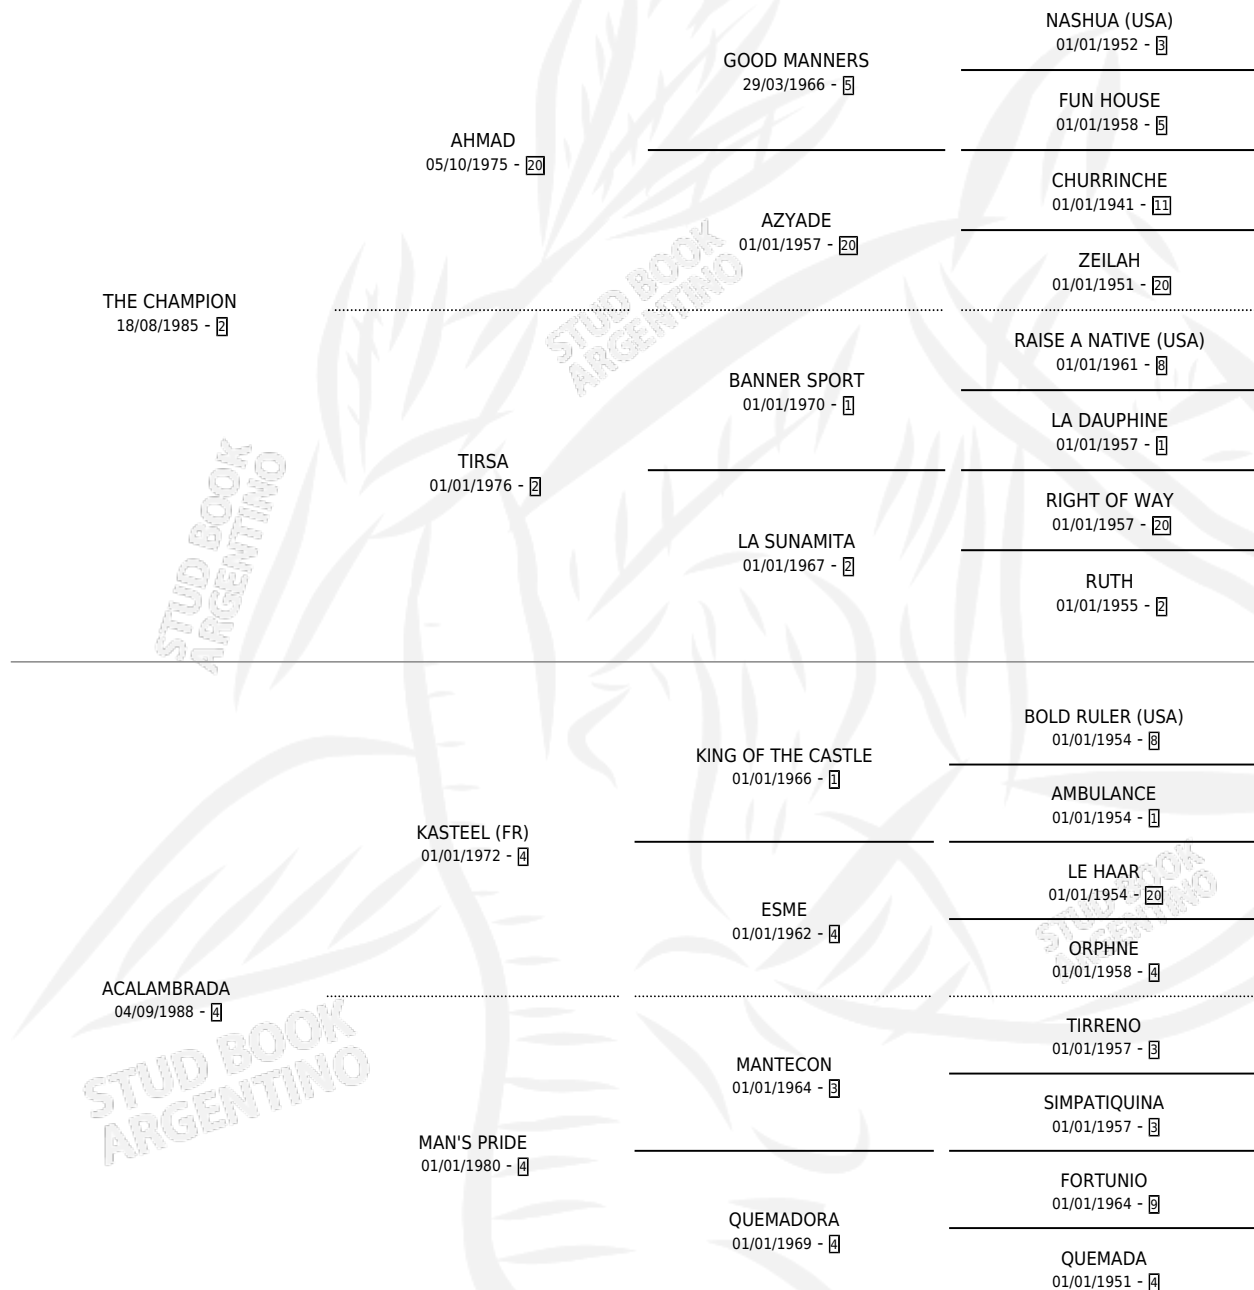 NASHUA (USA)
01/01/1952 - 3
GOOD MANNERS
29/03/1966 - 5
FUN HOUSE
01/01/1958 - 5
AHMAD
05/10/1975 - 20
CHURRINCHE
01/01/1941 - 11
AZYADE
01/01/1957 - 20
ZEILAH
01/01/1951 - 20
THE CHAMPION
18/08/1985 - 2
STUD BOOK
ARGENTINO
RAISE A NATIVE (USA)
01/01/1961 - 8
BANNER SPORT
01/01/1970 - 1
LA DAUPHINE
01/01/1957 - 1
TIRSA
01/01/1976 - 2
RIGHT OF WAY
01/01/1957 - 20
LA SUNAMITA
01/01/1967 - 2
RUTH
01/01/1955 - 2
STUD BOOK
ARGENTINO
BOLD RULER (USA)
01/01/1954 - 8
KING OF THE CASTLE
01/01/1966 - 1
AMBULANCE
01/01/1954 - 1
KASTEEL (FR)
01/01/1972 - 4
LE HAAR
01/01/1954 - 20
ESME
01/01/1962 - 4
ORPHNE
01/01/1958 - 4
STUD BOOK
ARGENTINO
ACALAMBRADA
04/09/1988 - 4
STUD BOOK
ARGENTINO
TIRRENO
01/01/1957 - 3
MANTECON
01/01/1964 - 3
SIMPATIQUINA
01/01/1957 - 3
MAN'S PRIDE
01/01/1980 - 4
FORTUNIO
01/01/1964 - 9
QUEMADORA
01/01/1969 - 4
QUEMADA
01/01/1951 - 4